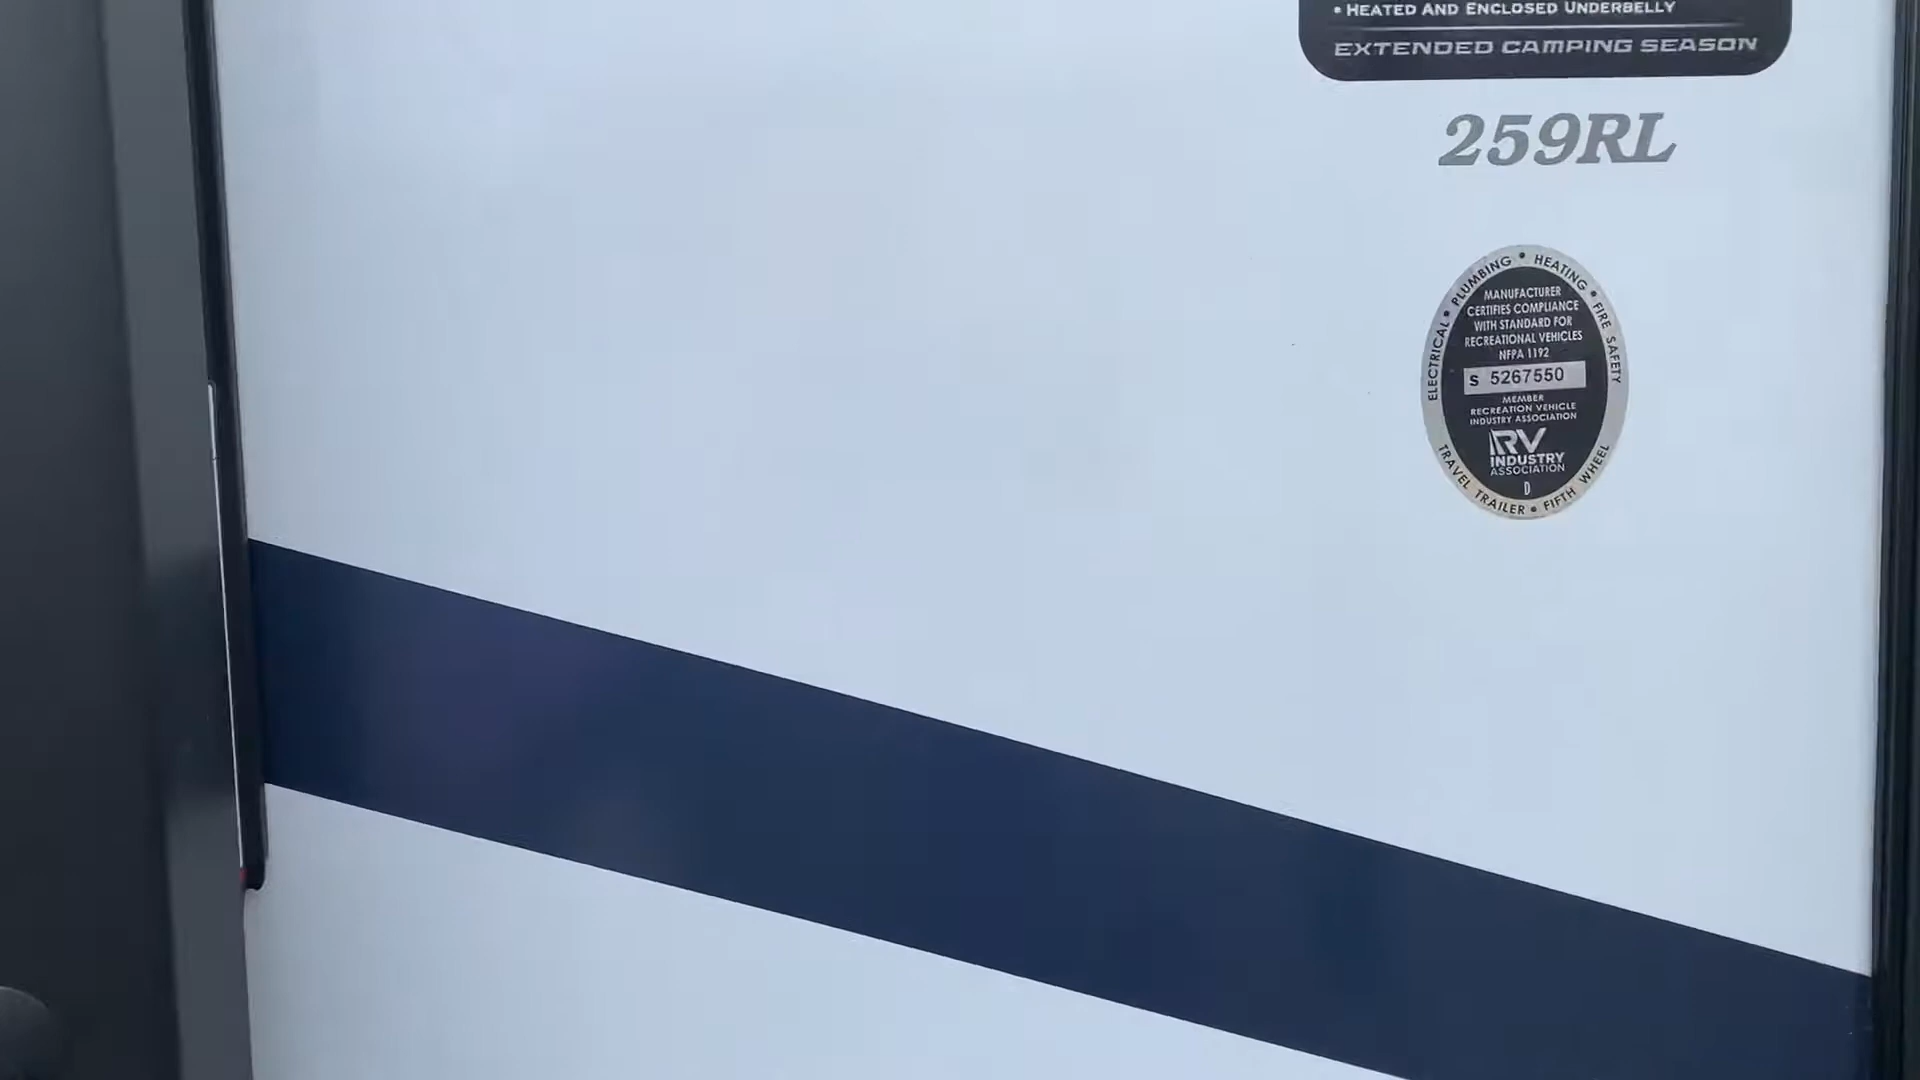 • HEATED AND ENCLOSED UNDERBELLY
EXTENDED CAMPING SEASON
259RL
ELECTRICAL • PLUMBING • HEATING • FIRE SAFETY
MANUFACTURER
CERTIFIES COMPLIANCE
WITH STANDARD FOR
RECREATIONAL VEHICLES
NFPA 1192
S 5267550
MEMBER
RECREATION VEHICLE
INDUSTRY ASSOCIATION
RV
INDUSTRY
ASSOCIATION
D
TRAVEL TRAILER • FIFTH WHEEL